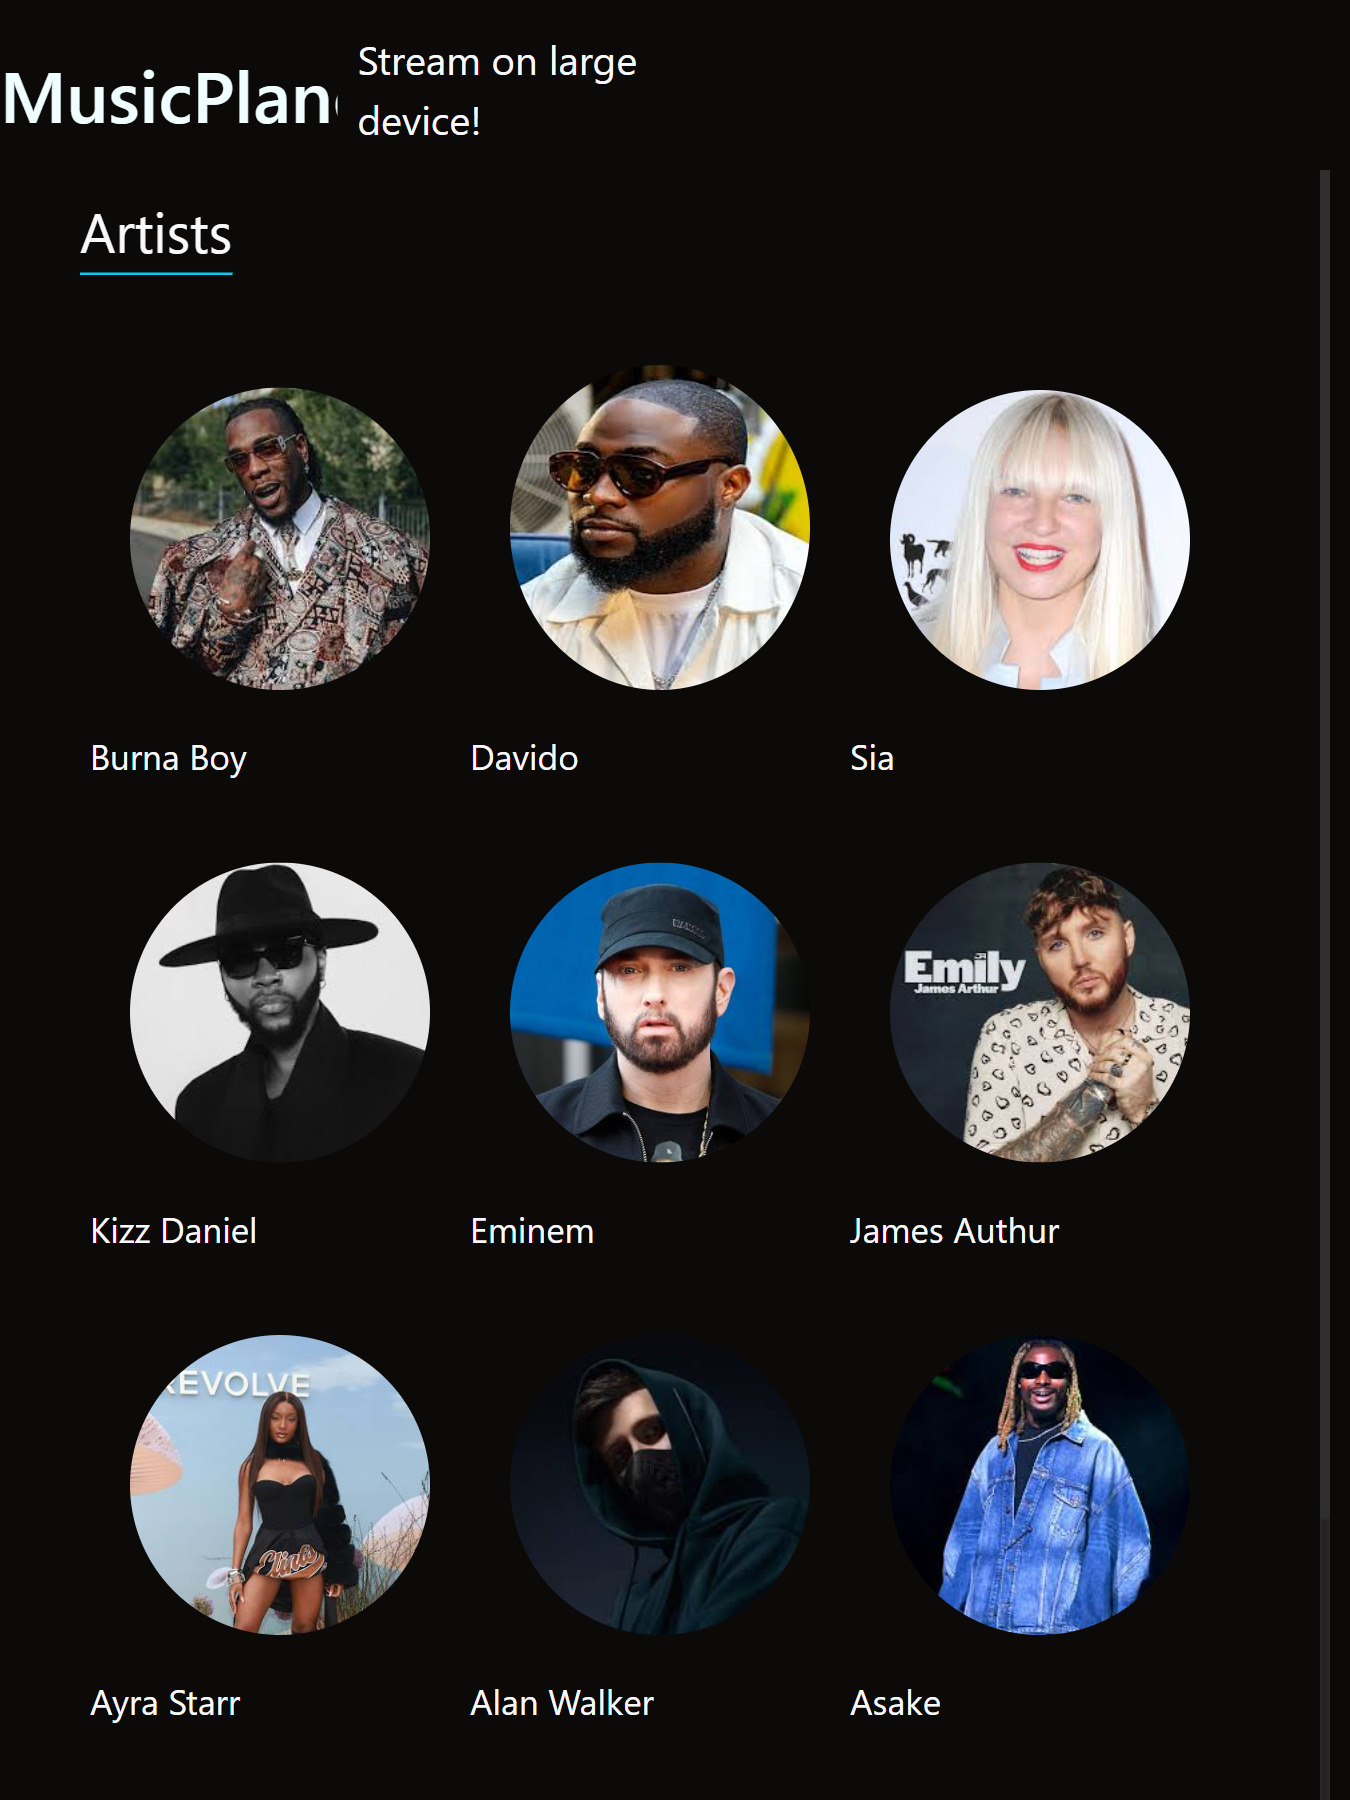 MusicPlan
Stream on large
device!
Artists
Burna Boy
Davido
Sia
Emily
James Arthur
Kizz Daniel
Eminem
James Authur
REVOLVE
Ayra Starr
Alan Walker
Asake